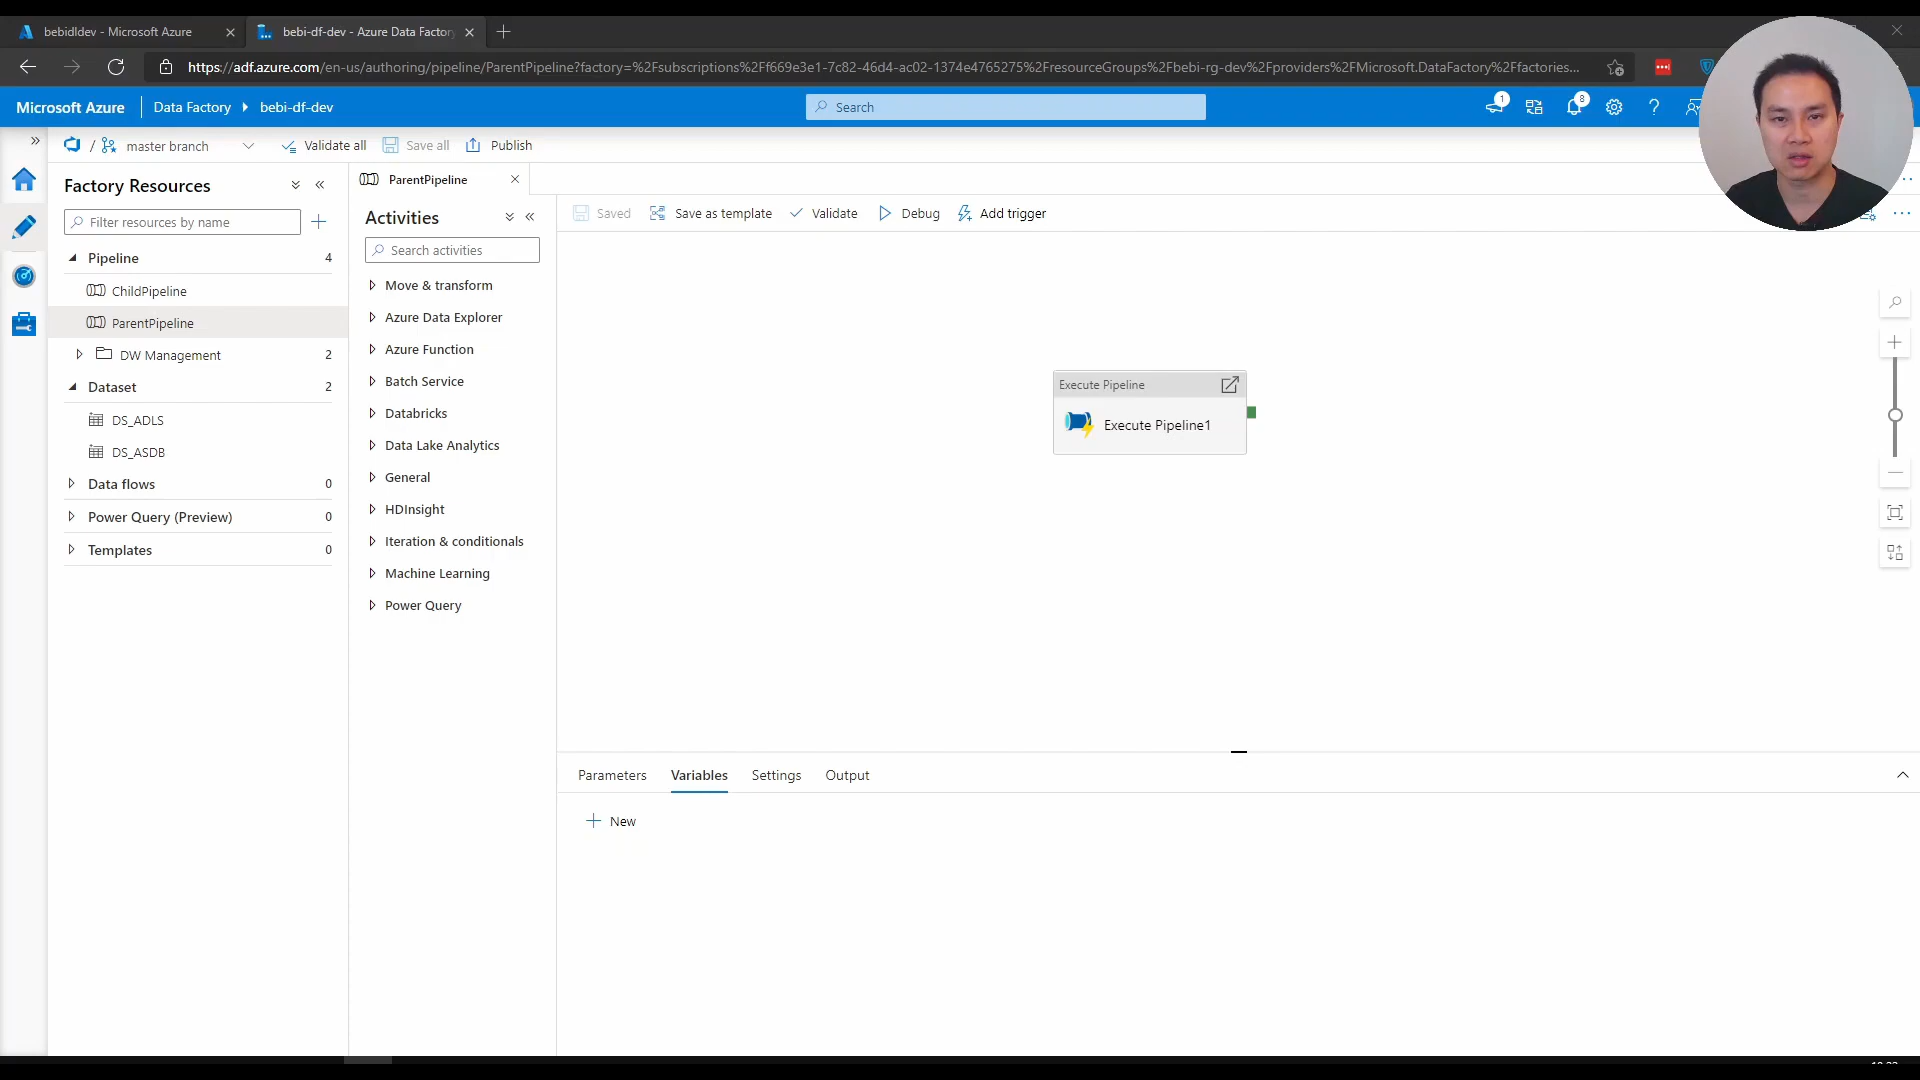 bebidldev - Microsoft Azure
bebi-df-dev - Azure Data Factory
https://adf.azure.com/en-us/authoring/pipeline/ParentPipeline?factory=%2Fsubscriptions%2Ff669e3e1-7c82-46d4-ac02-1374e4765275%2FresourceGroups%2Fbebi-rg-dev%2Fproviders%2FMicrosoft.DataFactory%2Ffactories...
Microsoft Azure
Data Factory
bebi-df-dev
Search
1
8
/
master branch
Validate all
Save all
Publish
Factory Resources
Filter resources by name
Pipeline 4
ChildPipeline
ParentPipeline
DW Management 2
Dataset 2
DS_ADLS
DS_ASDB
Data flows 0
Power Query (Preview) 0
Templates 0
ParentPipeline
Activities
Search activities
Move & transform
Azure Data Explorer
Azure Function
Batch Service
Databricks
Data Lake Analytics
General
HDInsight
Iteration & conditionals
Machine Learning
Power Query
Saved
Save as template
Validate
Debug
Add trigger
Execute Pipeline
Execute Pipeline1
Parameters
Variables
Settings
Output
New